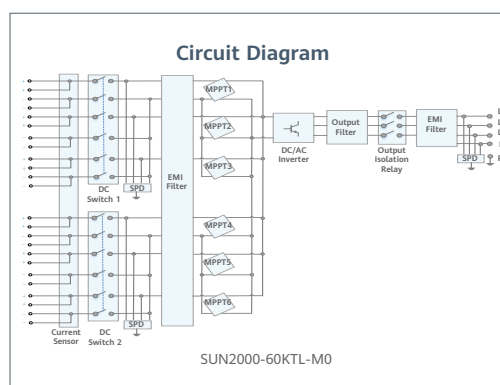 Circuit Diagram
MPPT1
MPPT2
MPPT3
MPPT4
MPPT5
MPPT6
EMI
Filter
DC
Switch 1
SPD
Current
Sensor
DC
Switch 2
SPD
DC/AC
Inverter
Output
Filter
Output
Isolation
Relay
EMI
Filter
SPD
SUN2000-60KTL-M0